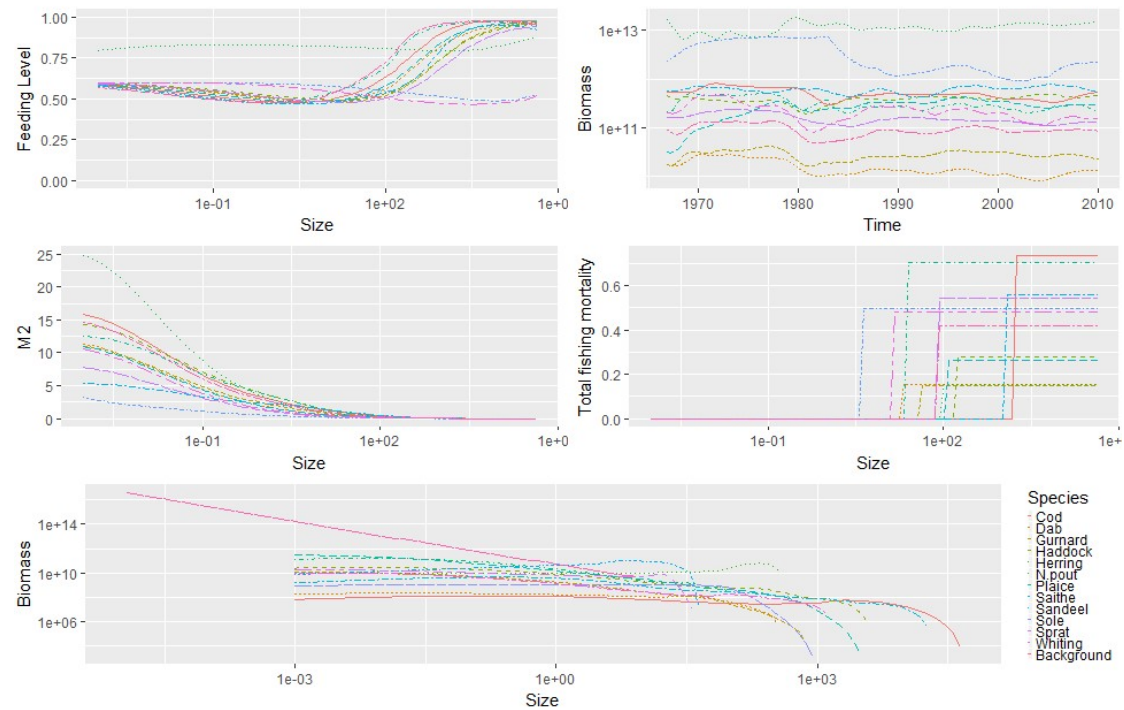 1.00
0.75
0.50
0.25
0.00
Feeding Level
1e-01
1e+02
1e+0
Size
1e+13
1e+11
Biomass
1970
1980
1990
2000
2010
Time
25
20
15
10
5
0
M2
1e-01
1e+02
1e+0
Size
0.6
0.4
0.2
0.0
Total fishing mortality
1e-01
1e+02
1e+
Size
1e+14
1e+10
1e+06
Biomass
1e-03
1e+00
1e+03
Size
Species
Cod
Dab
Gurnard
Haddock
Herring
N.pout
Plaice
Saithe
Sandeel
Sole
Sprat
Whiting
Background